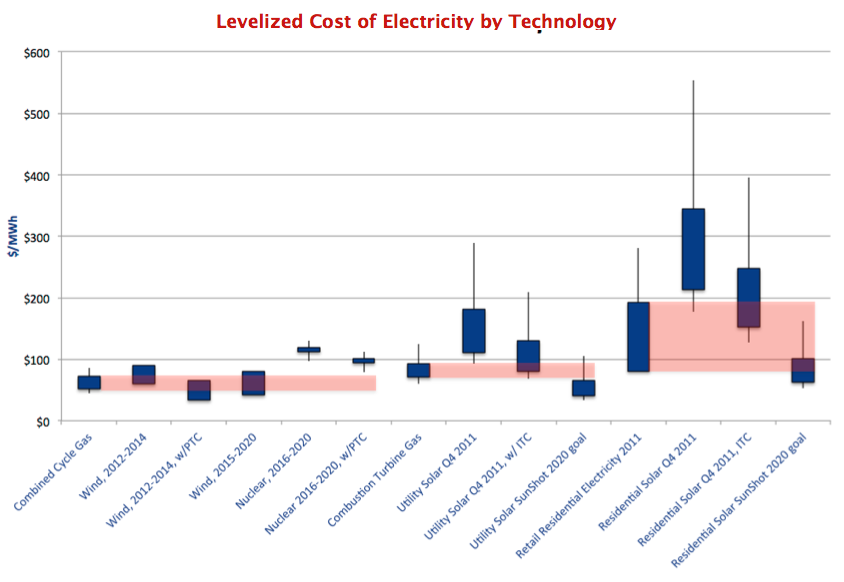 Levelized Cost of Electricity by Technology
$600
$500
$400
$300
$200
$100
$0
$/MWh
Combined Cycle Gas
Wind, 2012-2014
Wind, 2012-2014, w/PTC
Wind, 2015-2020
Nuclear, 2016-2020
Nuclear 2016-2020, w/PTC
Combustion Turbine Gas
Utility Solar Q4 2011
Utility Solar Q4 2011, w/ ITC
Utility Solar SunShot 2020 goal
Retail Residential Electricity 2011
Residential Solar Q4 2011
Residential Solar Q4 2011, ITC
Residential Solar SunShot 2020 goal